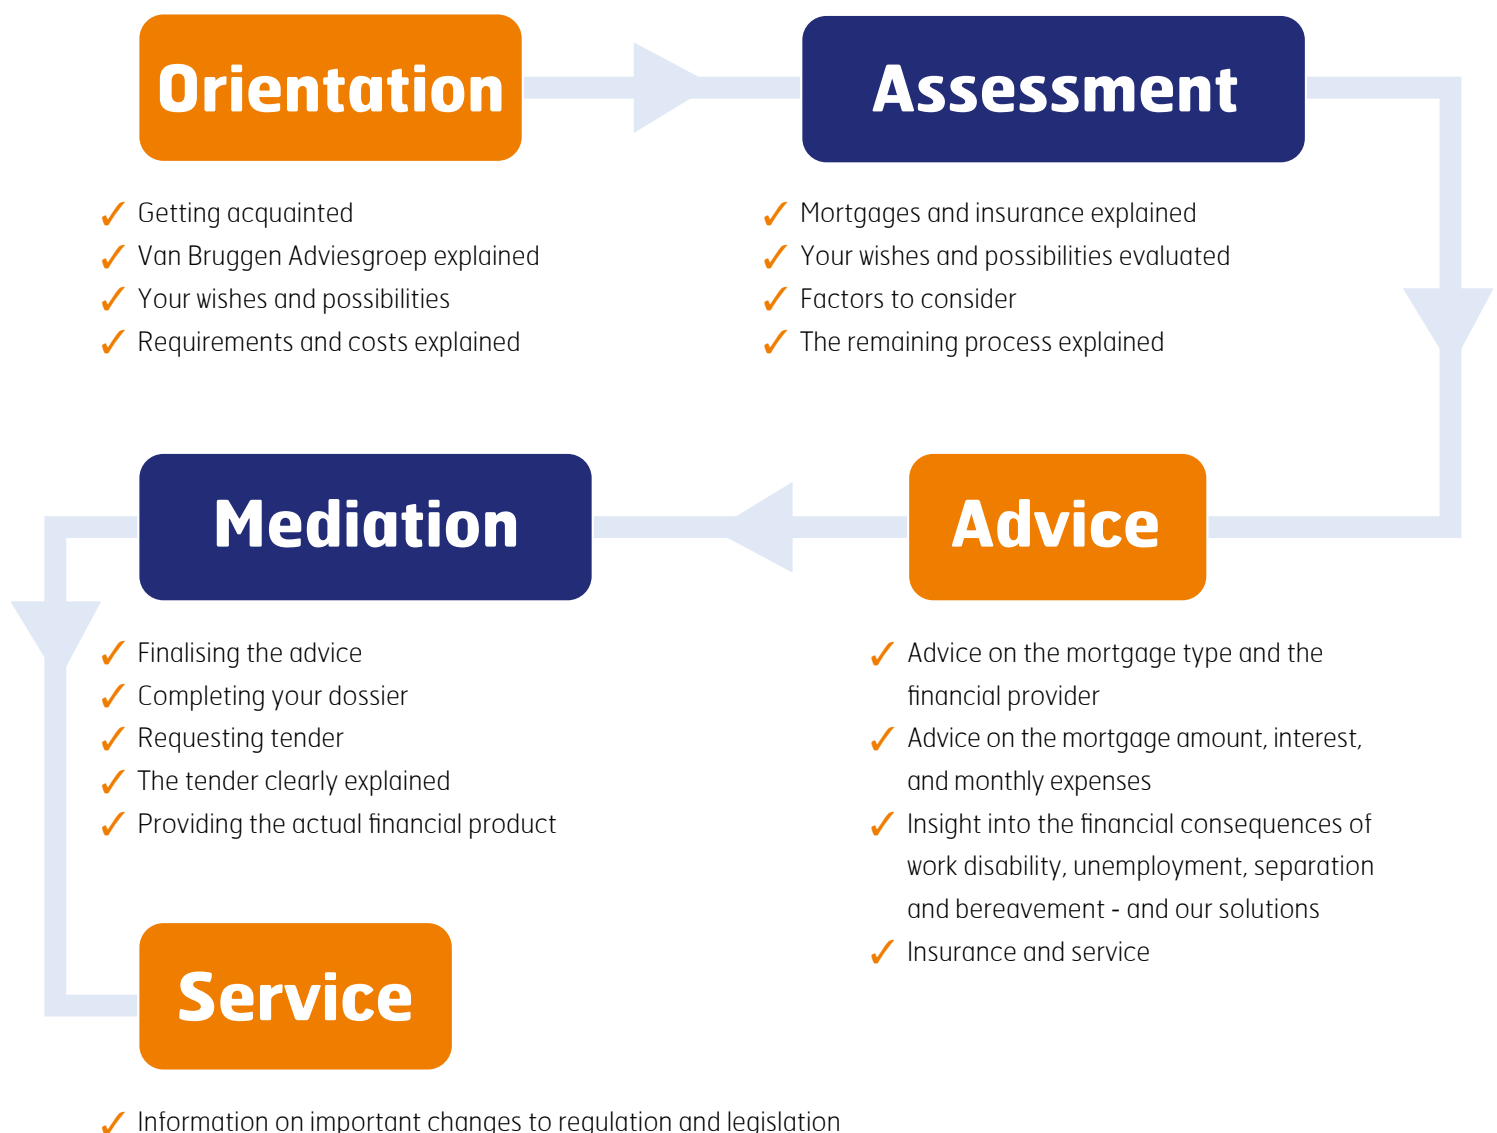 Orientation
Getting acquainted
Van Bruggen Adviesgroep explained
Your wishes and possibilities
Requirements and costs explained
Assessment
Mortgages and insurance explained
Your wishes and possibilities evaluated
Factors to consider
The remaining process explained
Advice
Advice on the mortgage type and the
financial provider
Advice on the mortgage amount, interest,
and monthly expenses
Insight into the financial consequences of
work disability, unemployment, separation
and bereavement - and our solutions
Insurance and service
Mediation
Finalising the advice
Completing your dossier
Requesting tender
The tender clearly explained
Providing the actual financial product
Service
Information on important changes to regulation and legislation